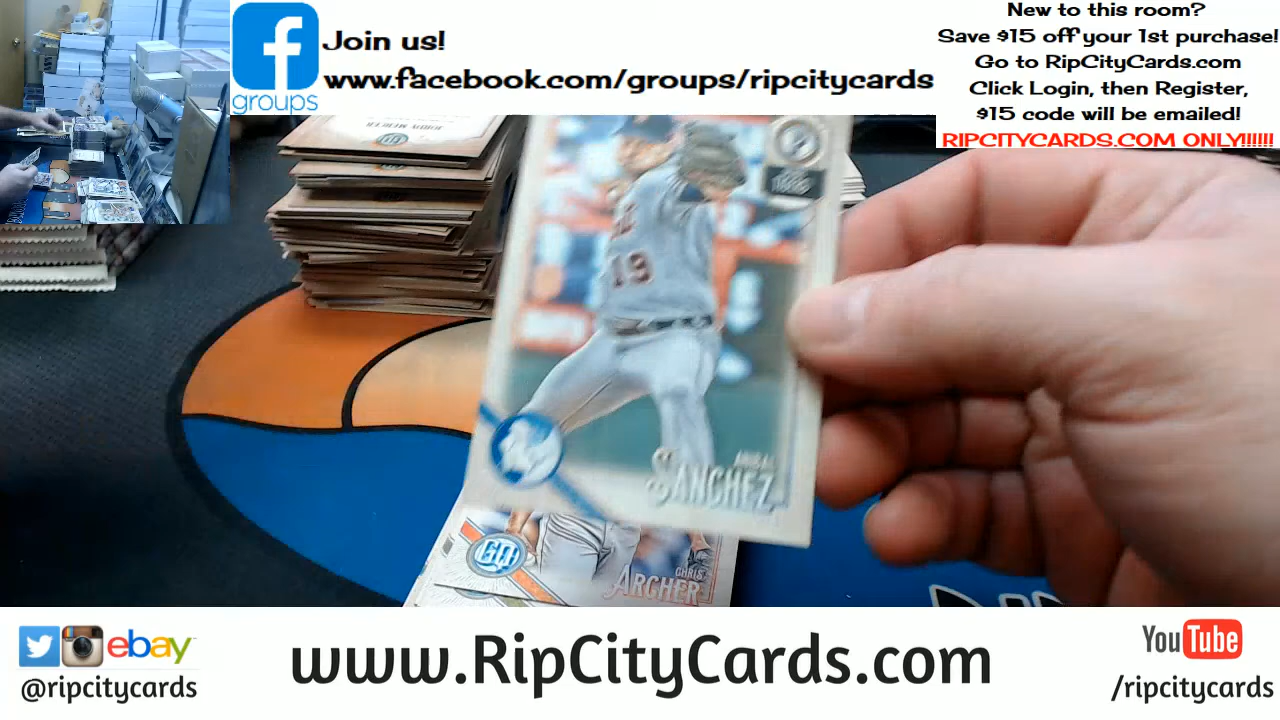 groups
Join us!
www.facebook.com/groups/ripcitycards
New to this room?
Save $15 off your 1st purchase!
Go to RipCityCards.com
Click Login, then Register,
$15 code will be emailed!
RIPCITYCARDS.COM ONLY!!!!!!
19
ANIBAL
SANCHEZ
GQ
CHRIS
ARCHER
ebay
@ripcitycards
www.RipCityCards.com
YouTube
/ripcitycards